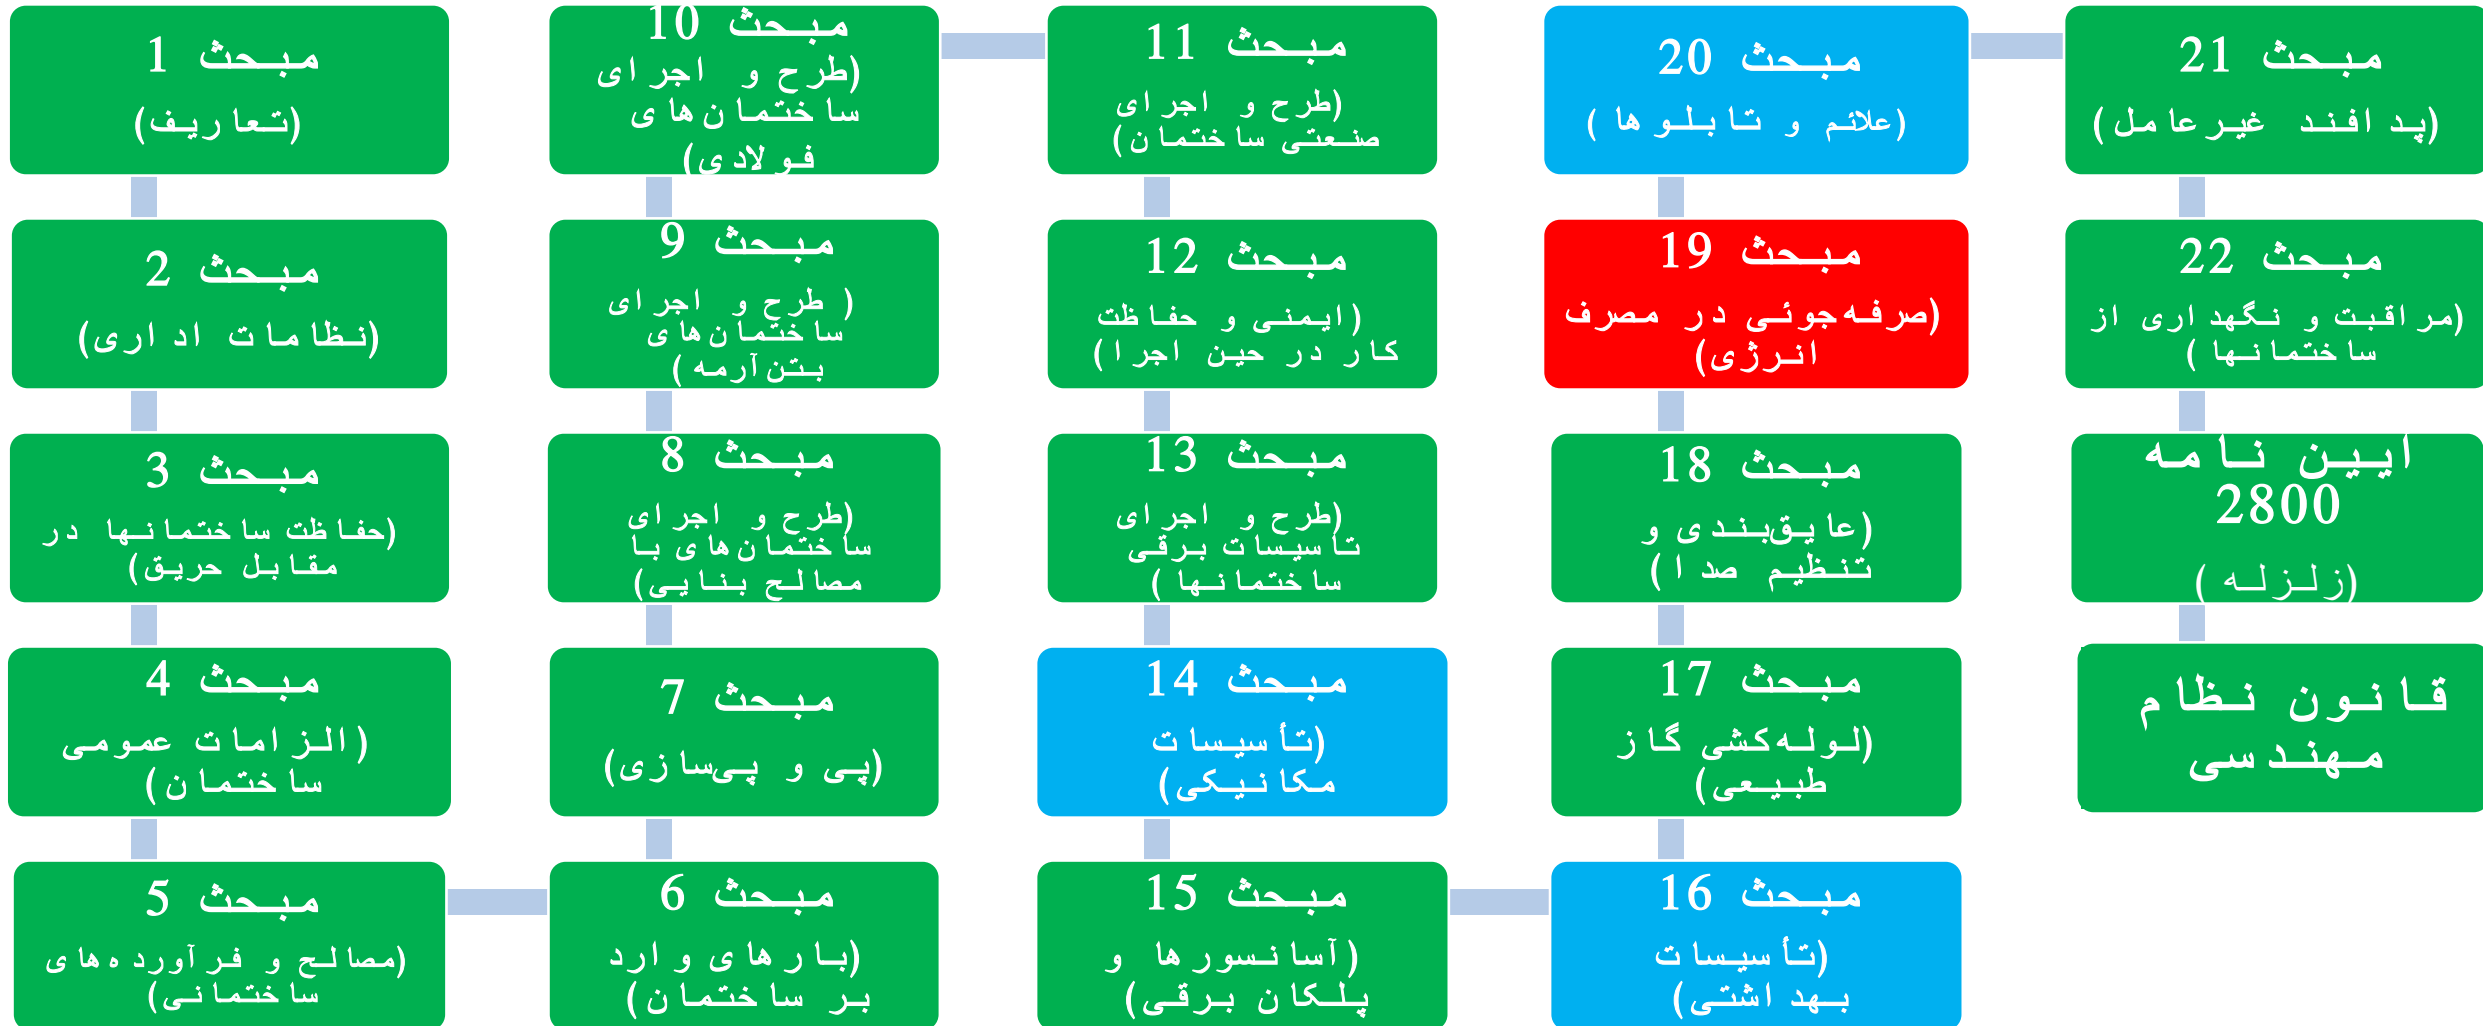 مبحث 1
(تعاریف)
مبحث 2
(نظامات اداری)
مبحث 3
(حفاظت ساختمانها در
مقابل حریق)
مبحث 4
(الزامات عمومی
ساختمان)
مبحث 5
(مصالح و فرآورده‌های
ساختمانی)
مبحث 6
(بارهای وارد
بر ساختمان)
مبحث 7
(پی و پی‌سازی)
مبحث 8
(طرح و اجرای
ساختمان‌های با
مصالح بنایی)
مبحث 9
( طرح و اجرای
ساختمان‌های
بتن‌آرمه)
مبحث 10
(طرح و اجرای
ساختمان‌های
فولادی)
مبحث 11
(طرح و اجرای
صنعتی ساختمان)
مبحث 12
(ایمنی و حفاظت
کار در حین اجرا)
مبحث 13
(طرح و اجرای
تاسیسات برقی
ساختمانها)
مبحث 14
(تأسیسات
مکانیکی)
مبحث 15
(آسانسورها و
پلکان برقی)
مبحث 16
(تأسیسات
بهداشتی)
مبحث 17
(لوله‌کشی گاز
طبیعی)
مبحث 18
(عایق‌بندی و
تنظیم صدا)
مبحث 19
(صرفه‌جوئی در مصرف
انرژی)
مبحث 20
(علائم و تابلوها)
مبحث 21
(پدافند غیرعامل)
مبحث 22
(مراقبت و نگهداری از
ساختمانها)
ایین نامه
2800
(زلزله)
قانون نظام
مهندسی